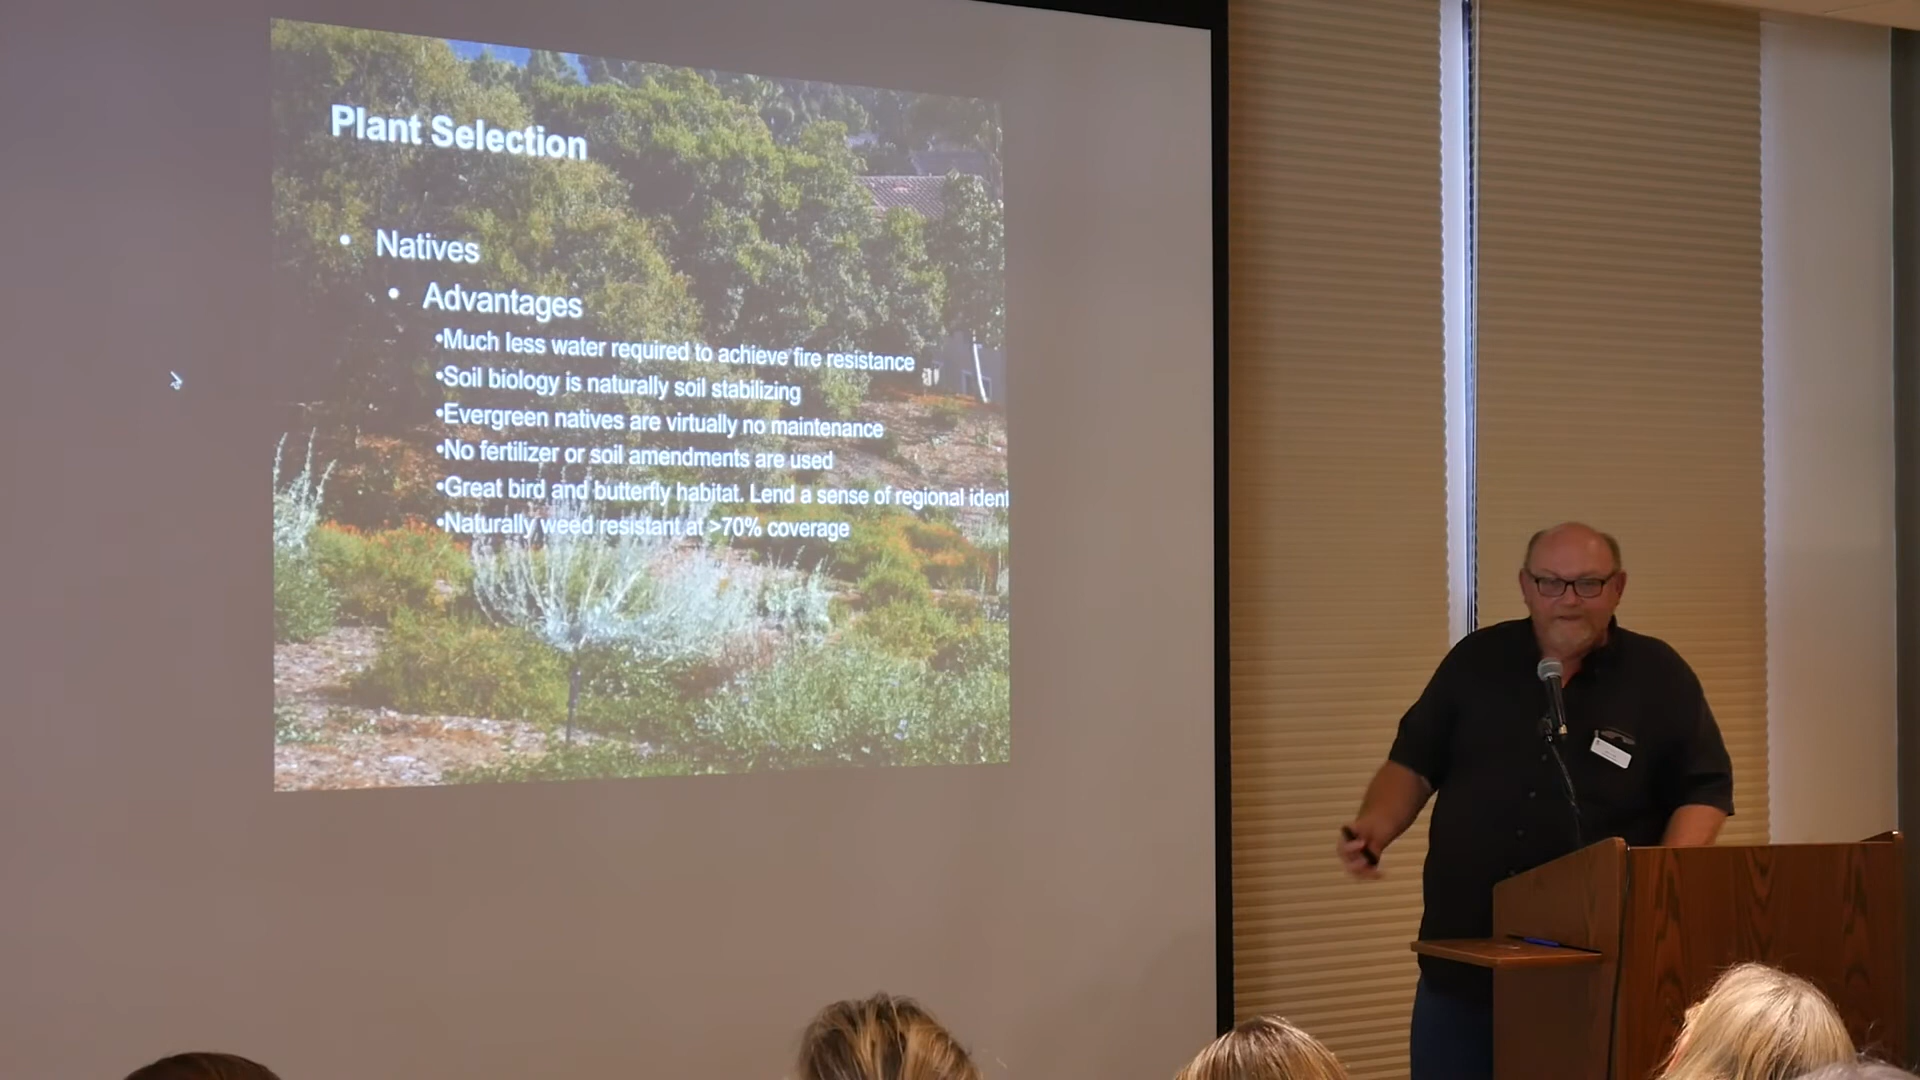 Plant Selection
• Natives
• Advantages
•Much less water required to achieve fire resistance
•Soil biology is naturally soil stabilizing
•Evergreen natives are virtually no maintenance
•No fertilizer or soil amendments are used
•Great bird and butterfly habitat. Lend a sense of regional ident
•Naturally weed resistant at >70% coverage